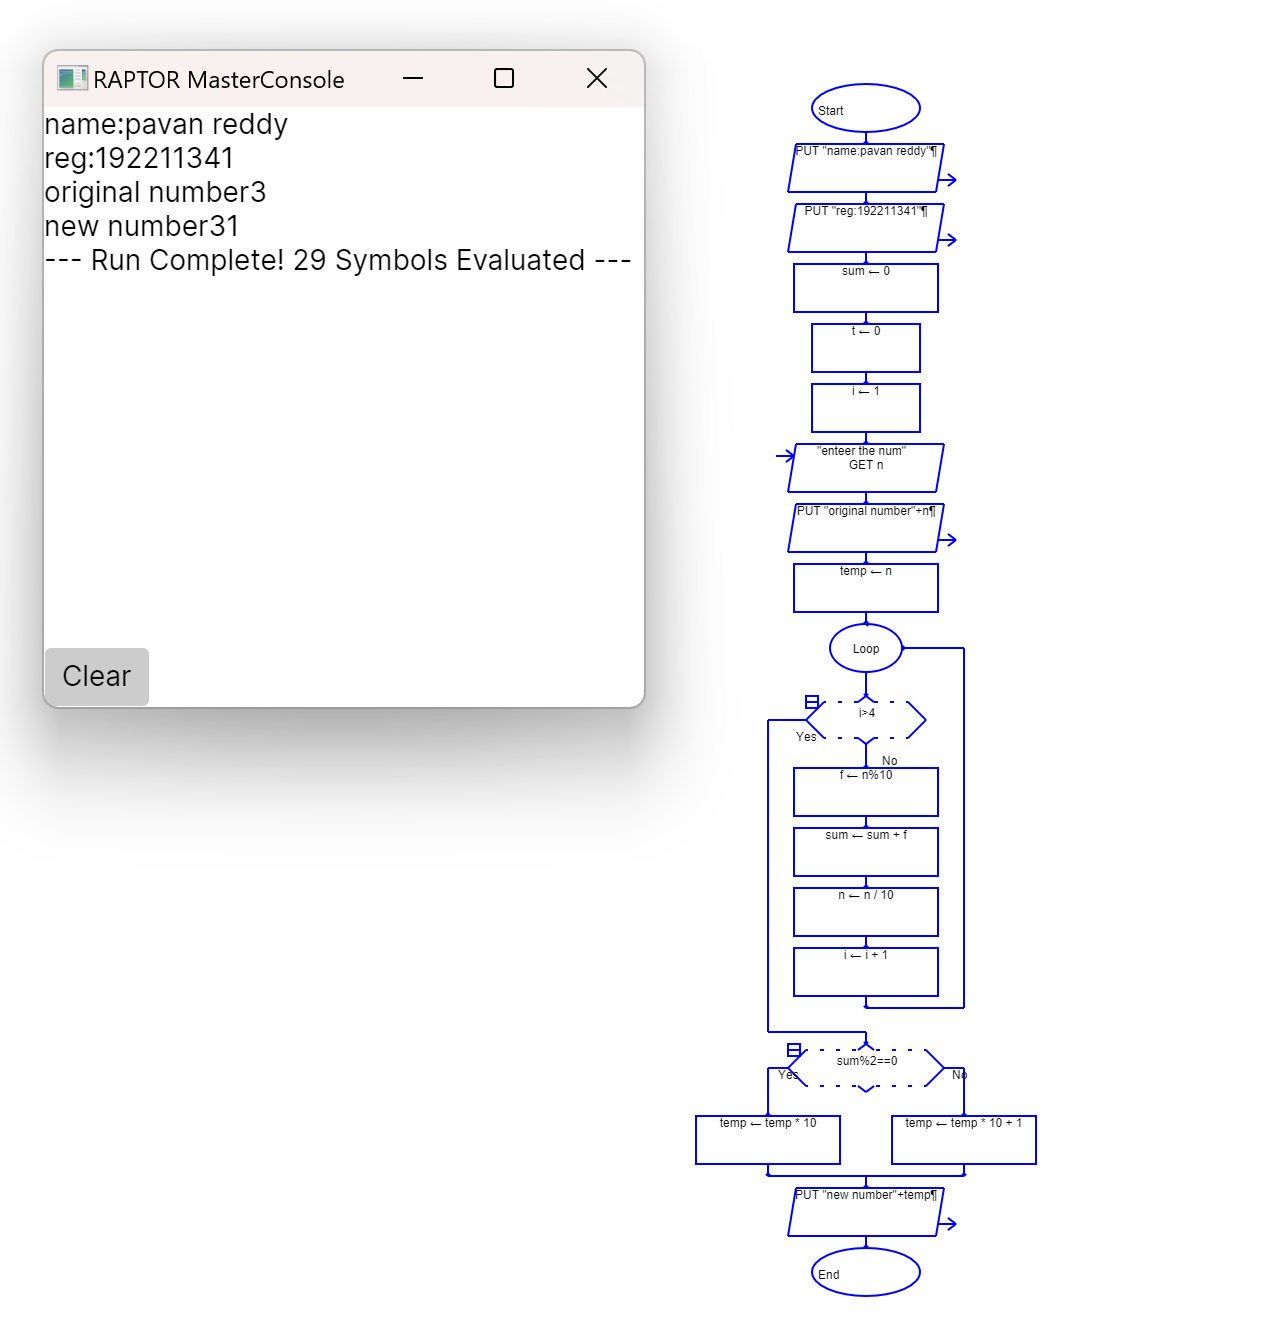 RAPTOR MasterConsole
name:pavan reddy
reg:192211341
original number3
new number31
--- Run Complete! 29 Symbols Evaluated ---
Clear
Start
PUT "name:pavan reddy"¶
PUT "reg:192211341"¶
sum ← 0
t ← 0
i ← 1
"enteer the num"
GET n
PUT "original number"+n¶
temp ← n
Loop
i>4
Yes
No
f ← n%10
sum ← sum + f
n ← n / 10
i ← i + 1
sum%2==0
Yes
No
temp ← temp * 10
temp ← temp * 10 + 1
PUT "new number"+temp¶
End